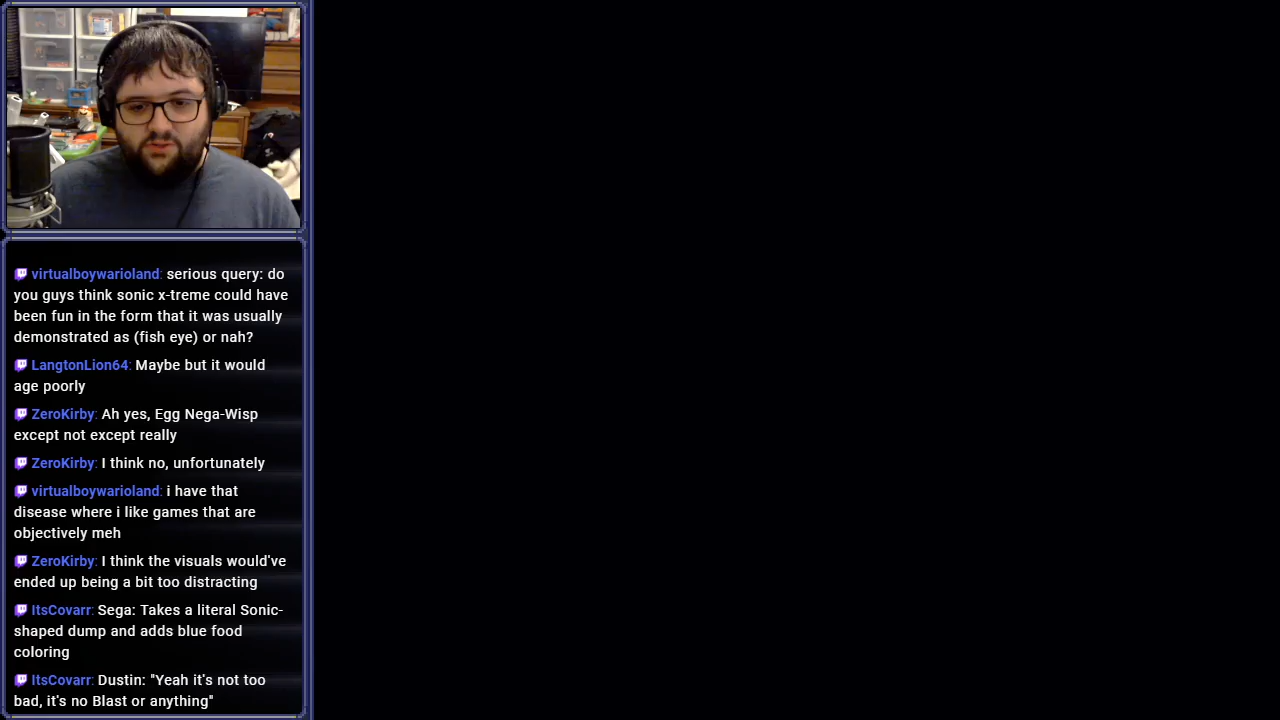 virtualboywarioland: serious query: do
you guys think sonic x-treme could have
been fun in the form that it was usually
demonstrated as (fish eye) or nah?
LangtonLion64: Maybe but it would
age poorly
ZeroKirby: Ah yes, Egg Nega-Wisp
except not except really
ZeroKirby: I think no, unfortunately
virtualboywarioland: i have that
disease where i like games that are
objectively meh
ZeroKirby: I think the visuals would've
ended up being a bit too distracting
ItsCovarr: Sega: Takes a literal Sonic-
shaped dump and adds blue food
coloring
ItsCovarr: Dustin: "Yeah it's not too
bad, it's no Blast or anything"